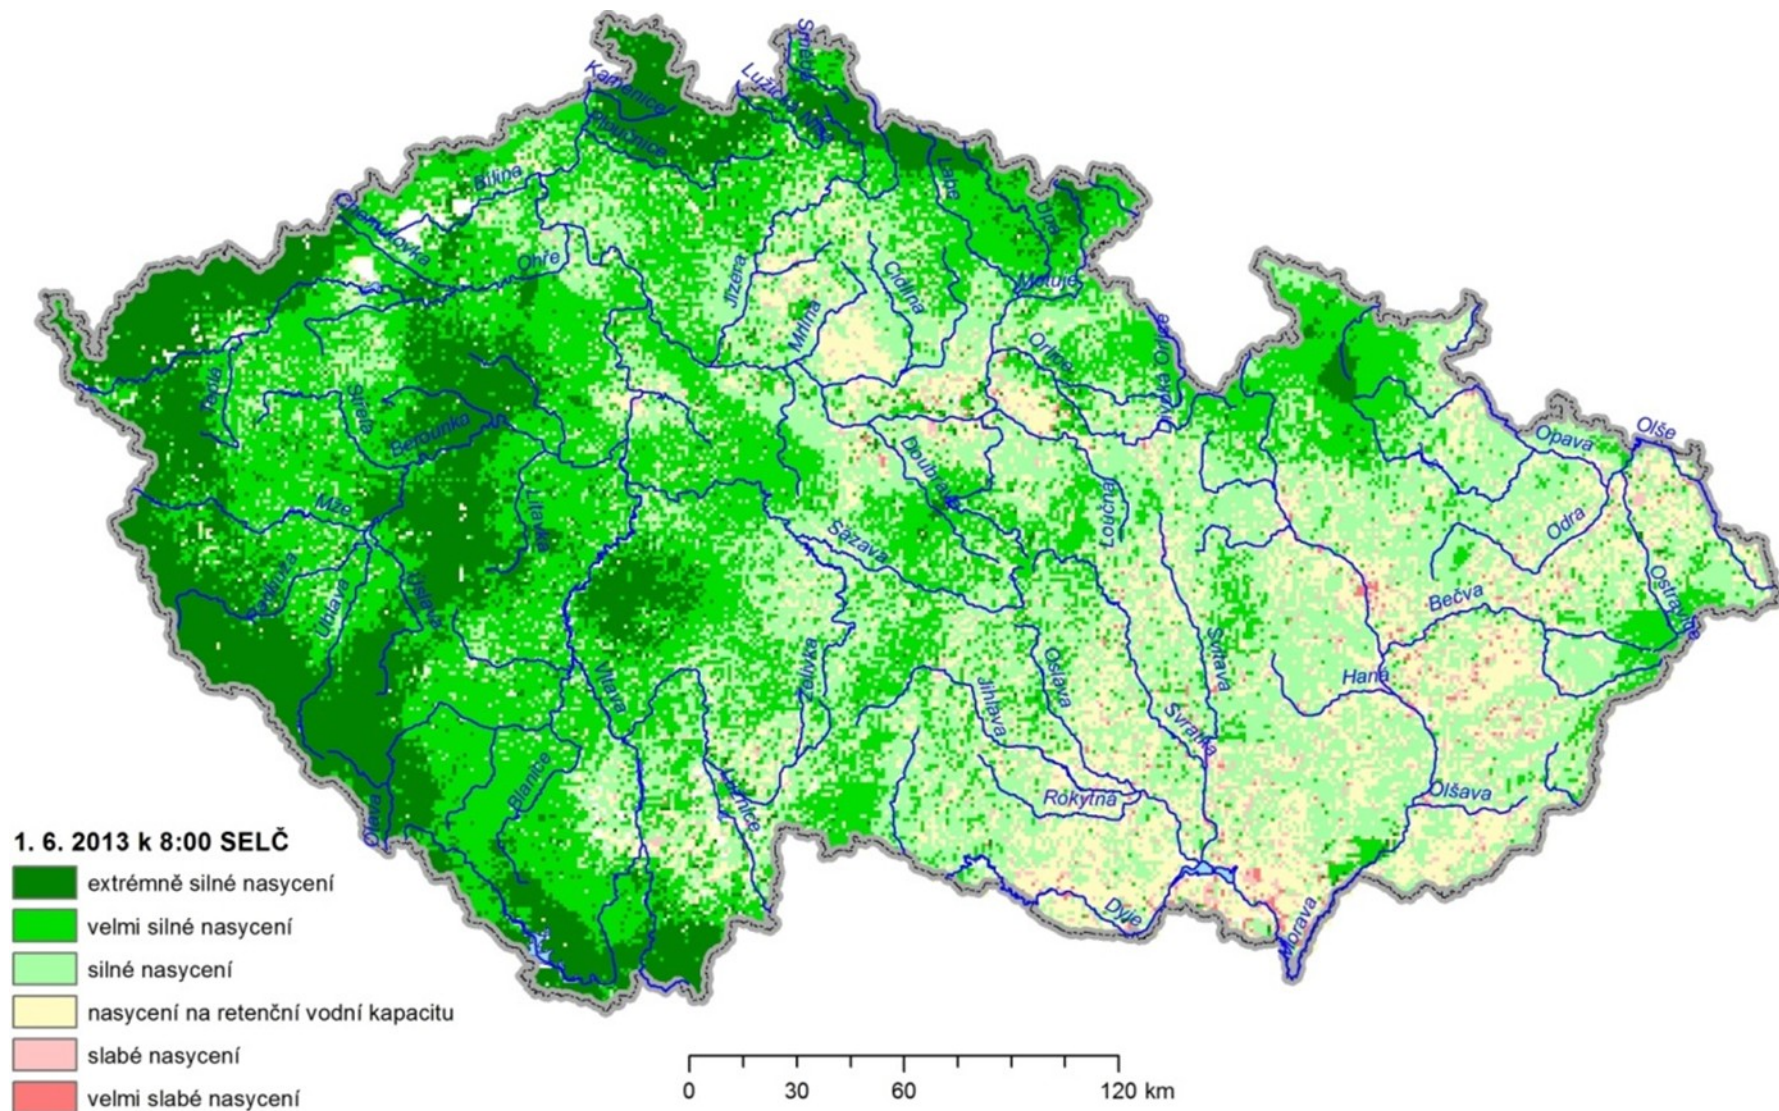 Smědá
Kamenice
Lužická Nisa
Ploučnice
Bílina
Labe
Chomutovka
Úpa
Ohře
Jizera
Cidlina
Metuje
Mrlina
Divoká Orlice
Orlice
Teplá
Střela
Berounka
Olše
Opava
Doubrava
Loučná
Mže
Litavka
Sázava
Odra
Radbuza
Úhlava
Úslava
Ostravice
Bečva
Svitava
Želivka
Oslava
Haná
Jihlava
Vltava
Svratka
Blanice
Lužnice
Rokytná
Olšava
Otava
Dyje
Morava
1. 6. 2013 k 8:00 SELČ
extrémně silné nasycení
velmi silné nasycení
silné nasycení
nasycení na retenční vodní kapacitu
slabé nasycení
velmi slabé nasycení
0 30 60 120 km